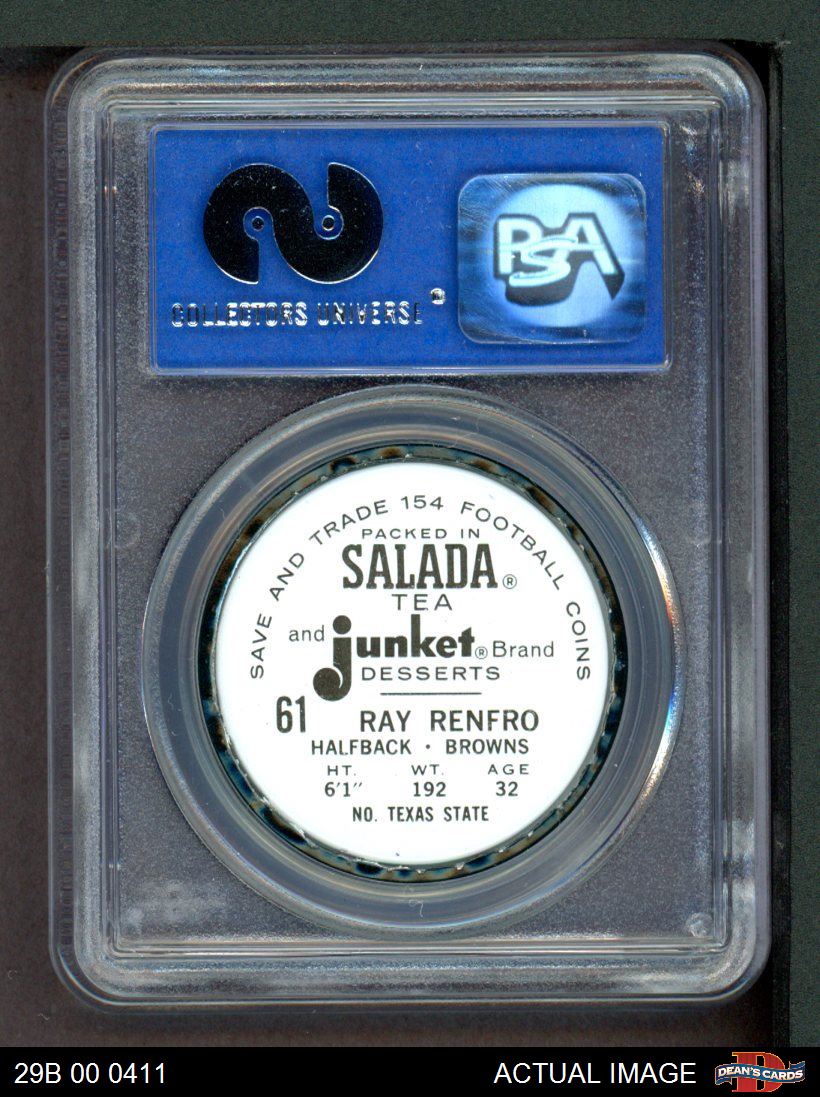 COLLECTORS UNIVERSE
PSA
SAVE AND TRADE 154 FOOTBALL COINS
PACKED IN
SALADA®
TEA
and junket® Brand
DESSERTS
61 RAY RENFRO
HALFBACK · BROWNS
HT. WT. AGE
6'1" 192 32
NO. TEXAS STATE
29B 00 0411 ACTUAL IMAGE DEAN'S CARDS